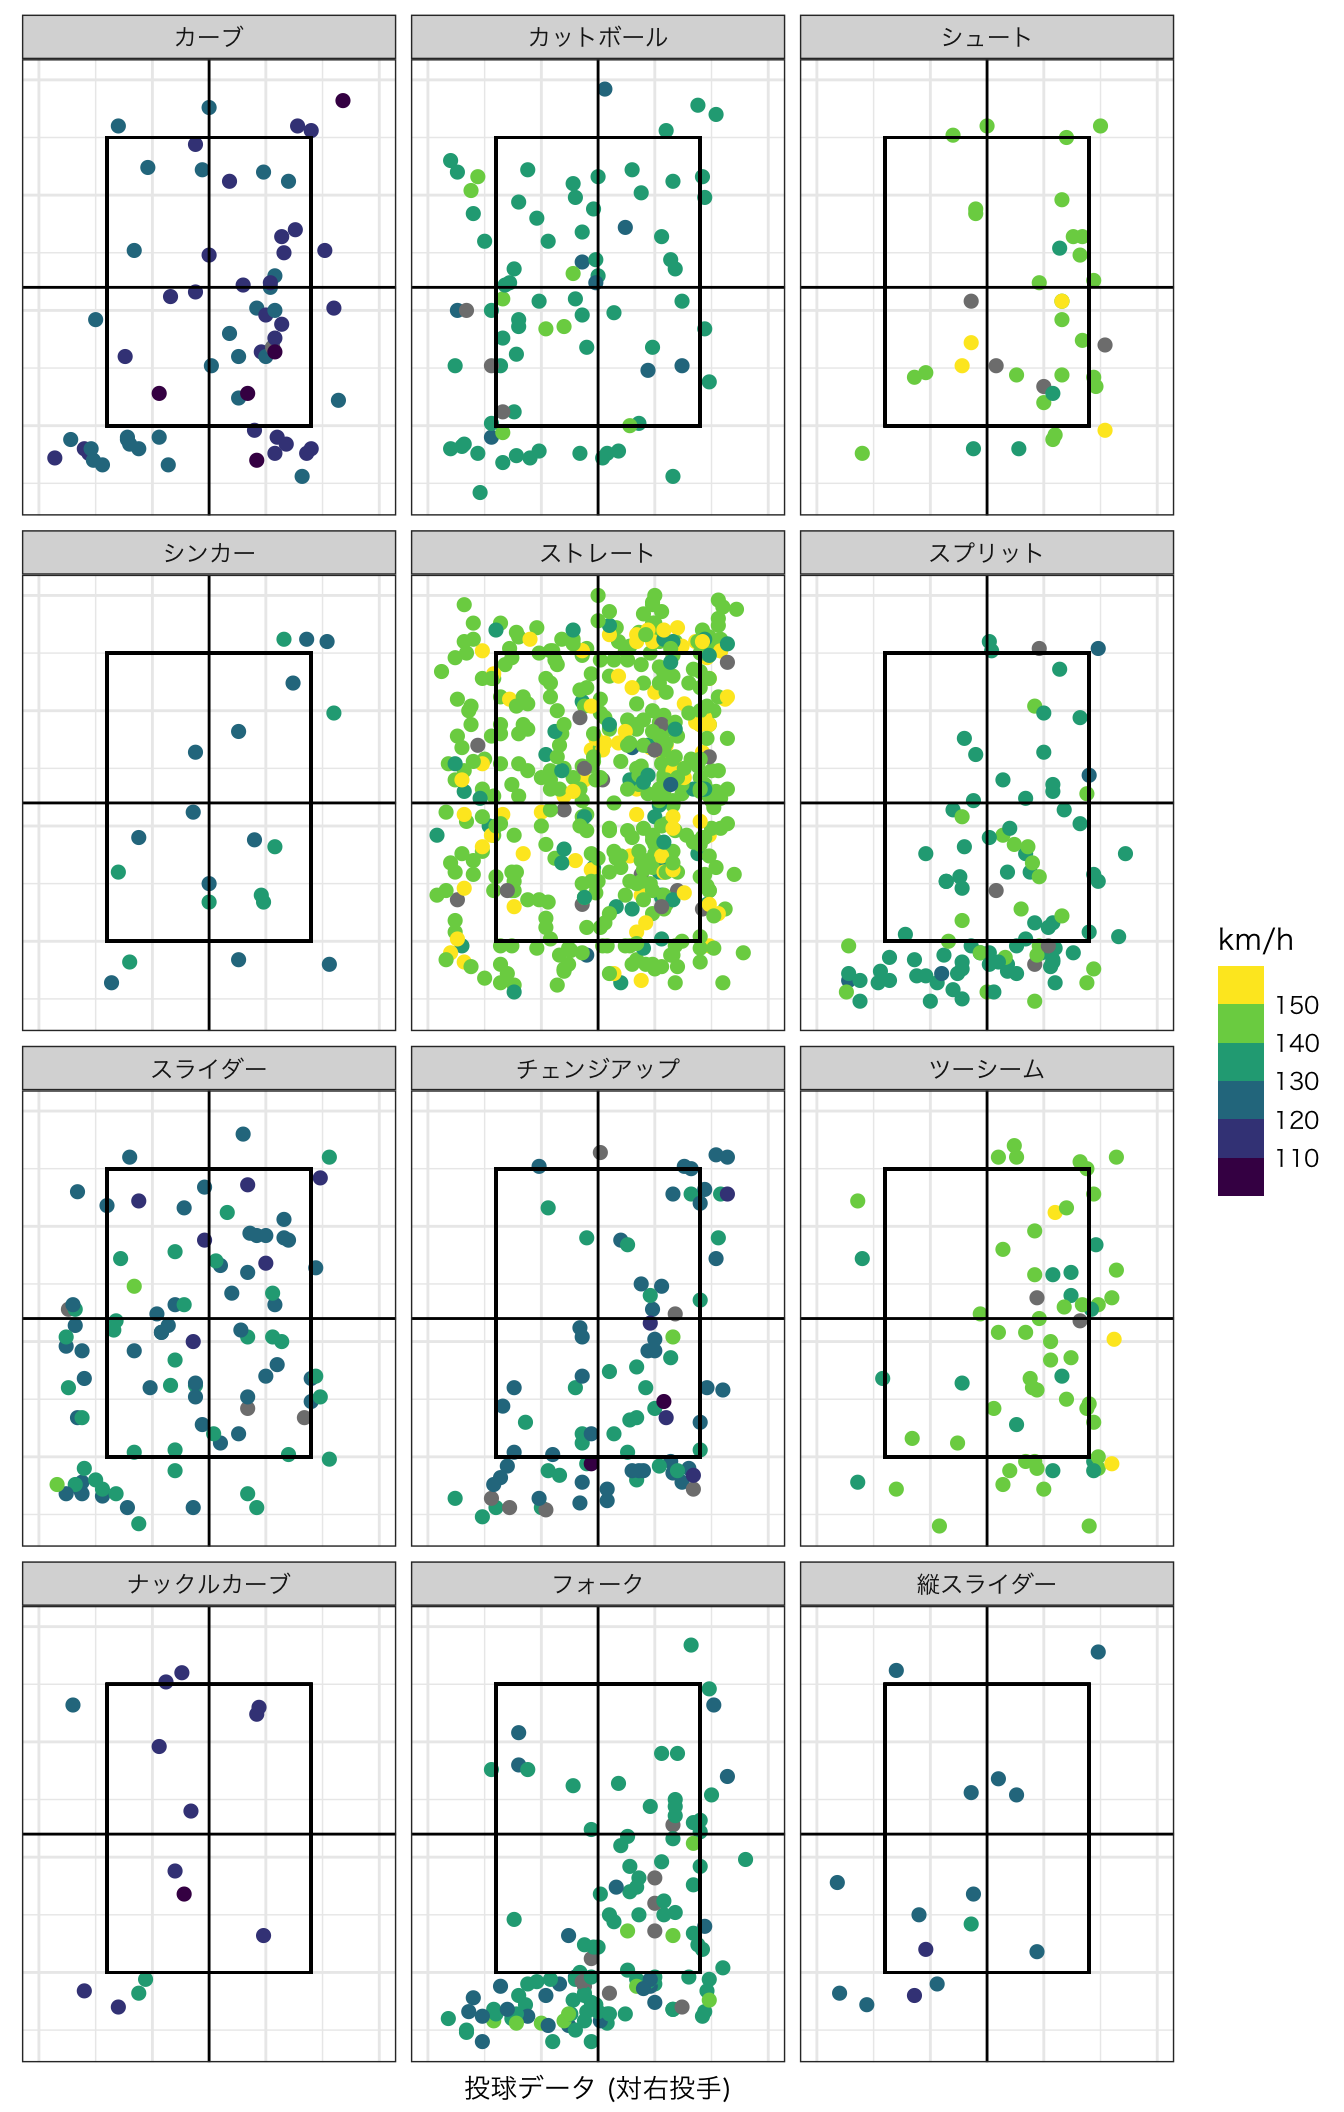 カーブ
カットボール
シュート
シンカー
ストレート
スプリット
スライダー
チェンジアップ
ツーシーム
ナックルカーブ
フォーク
縦スライダー
km/h
150
140
130
120
110
投球データ (対右投手)